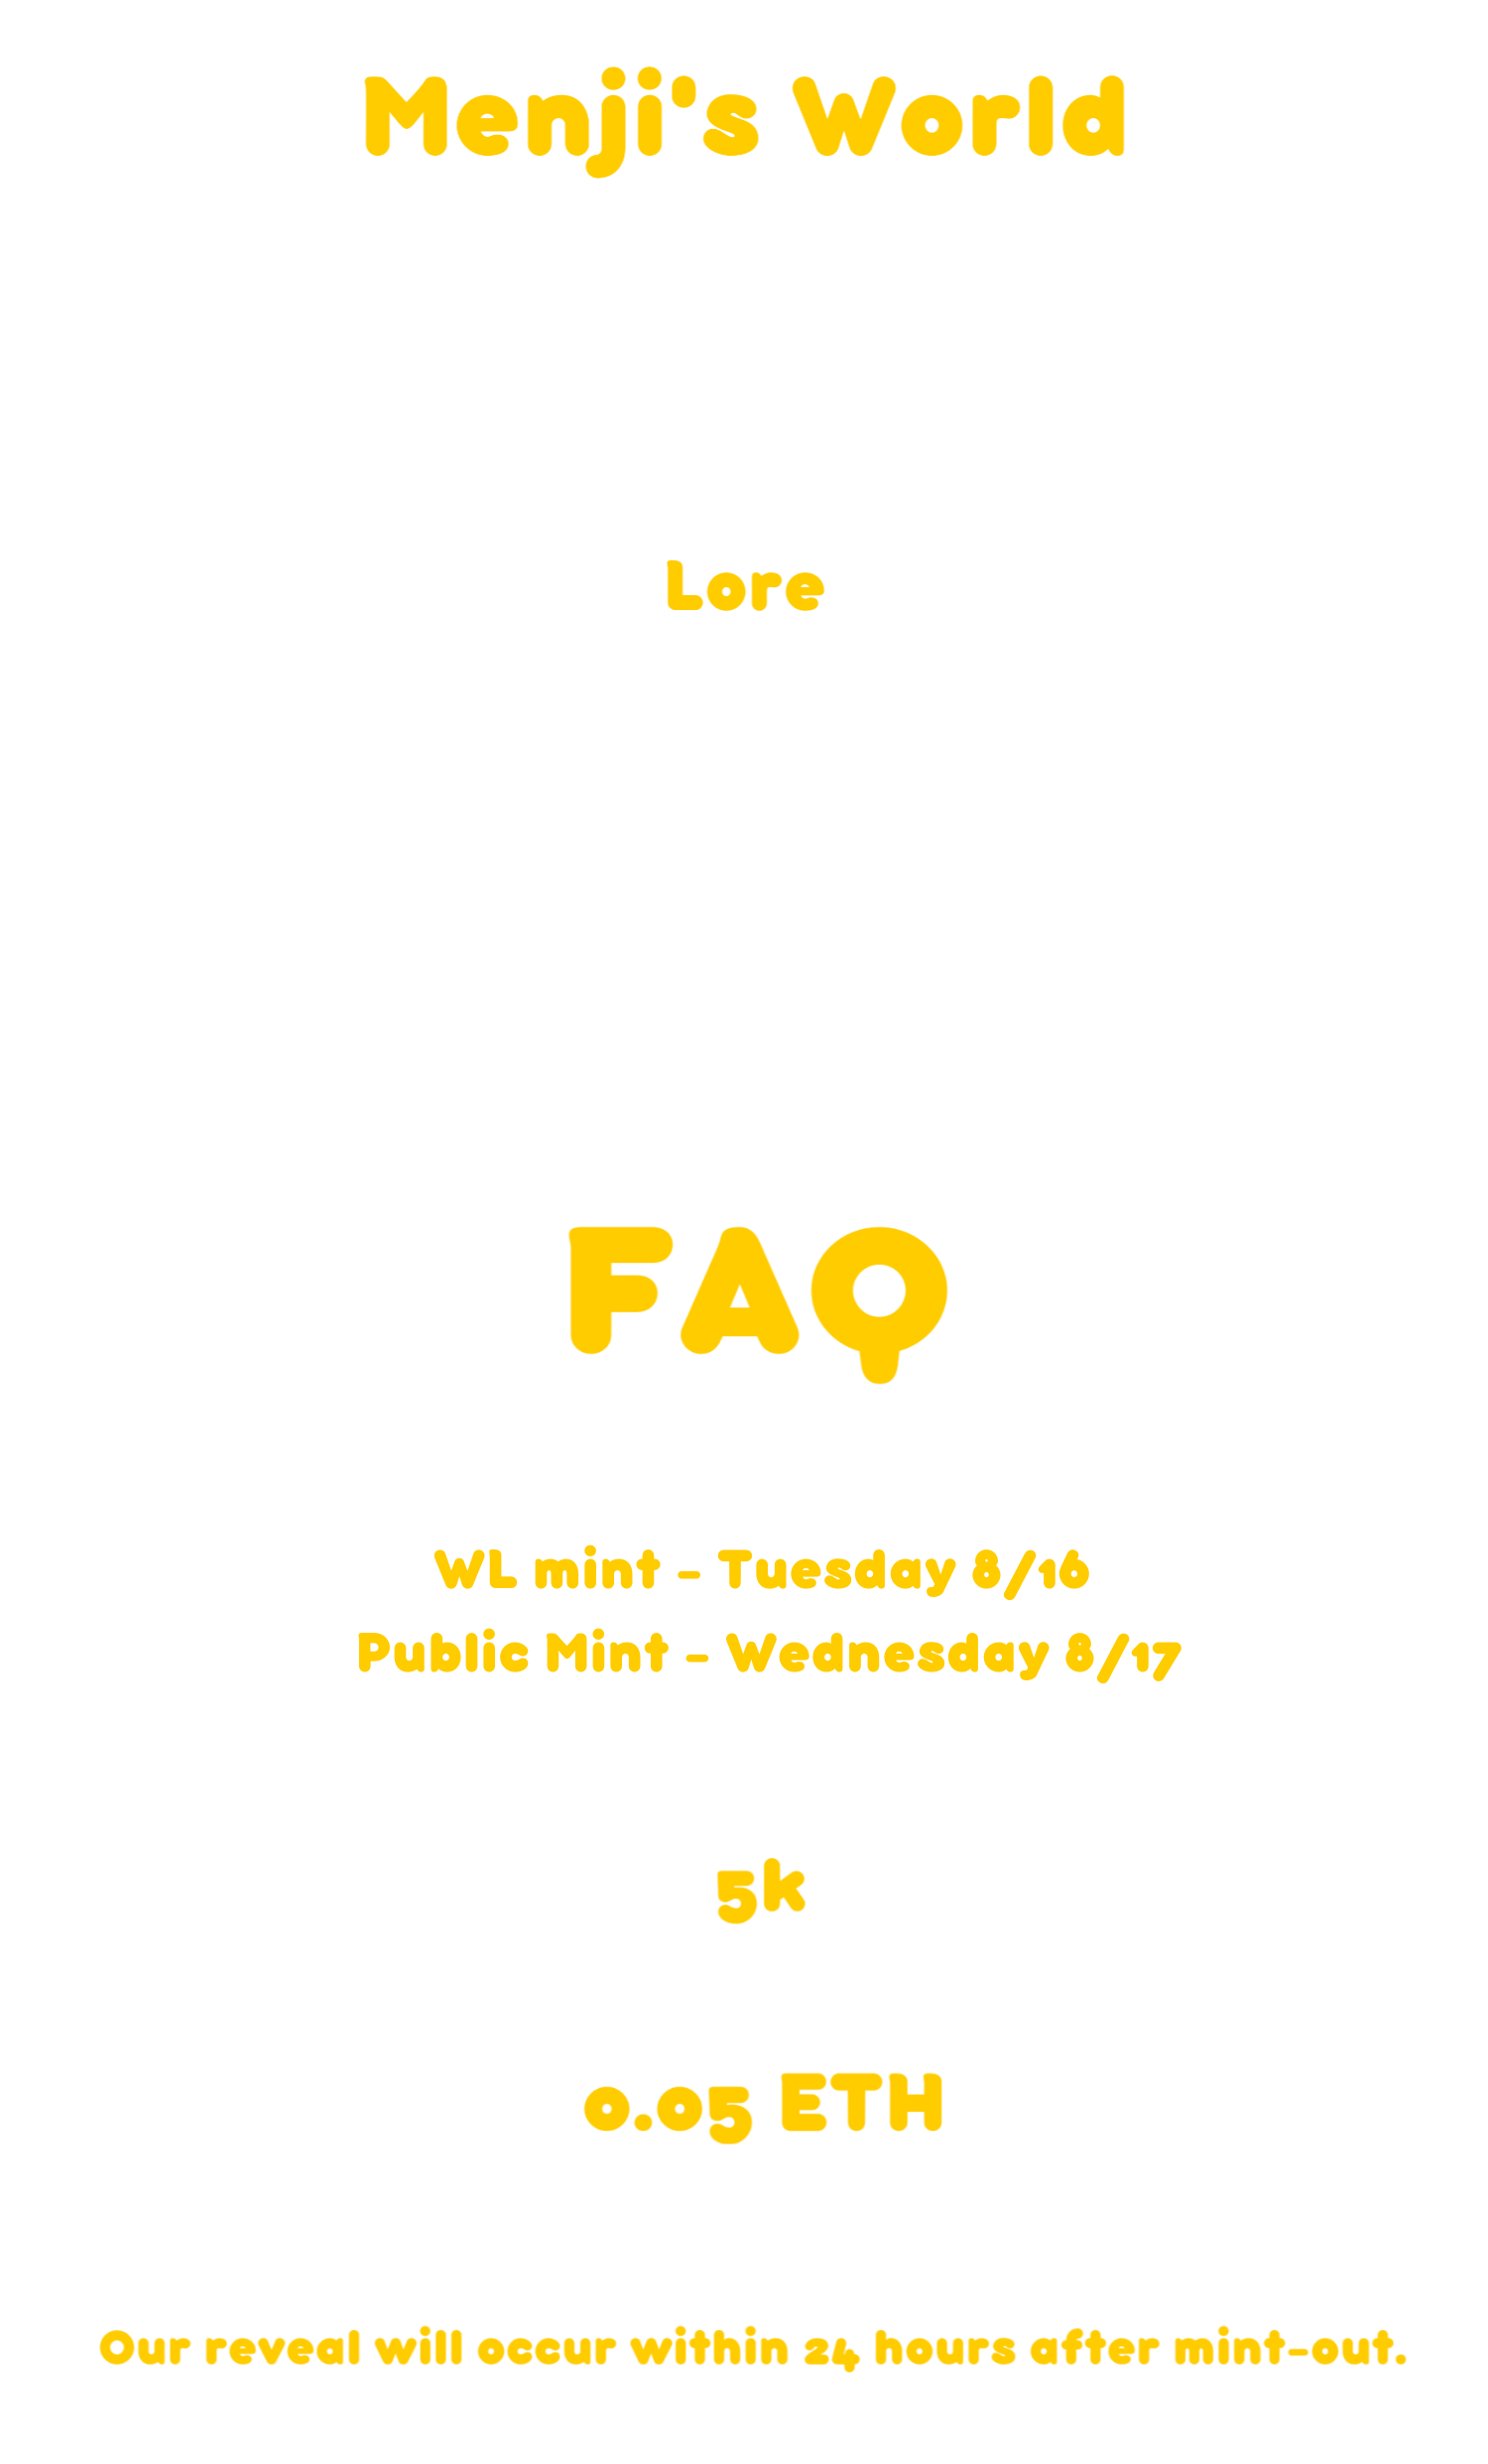 Menji's World
Lore
FAQ
WL mint - Tuesday 8/16
Public Mint - Wednesday 8/17
5k
0.05 ETH
Our reveal will occur within 24 hours after mint-out.